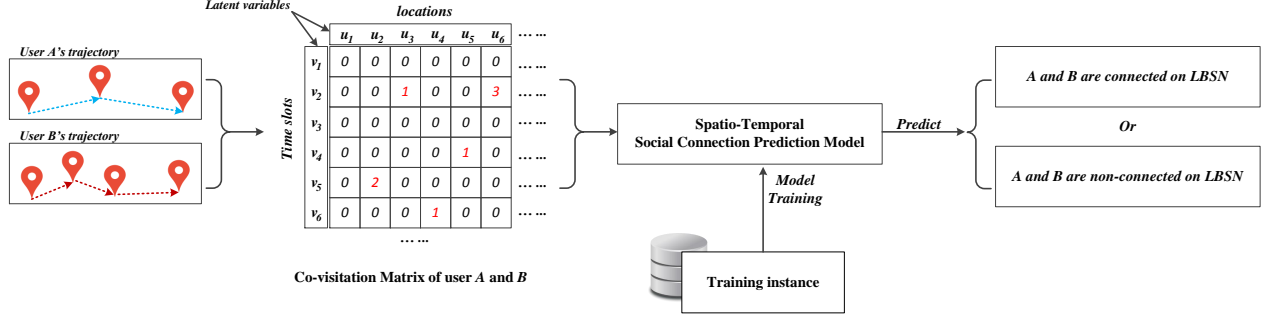 Latent variables
locations
u1 u2 u3 u4 u5 u6 ... ...
User A's trajectory
User B's trajectory
Time slots
v1 0 0 0 0 0 0 ... ...
v2 0 0 1 0 0 3 ... ...
v3 0 0 0 0 0 0 ... ...
v4 0 0 0 0 1 0 ... ...
v5 0 2 0 0 0 0 ... ...
v6 0 0 0 1 0 0 ... ...
... ...
Co-visitation Matrix of user A and B
Spatio-Temporal
Social Connection Prediction Model
Model
Training
Training instance
Predict
A and B are connected on LBSN
Or
A and B are non-connected on LBSN